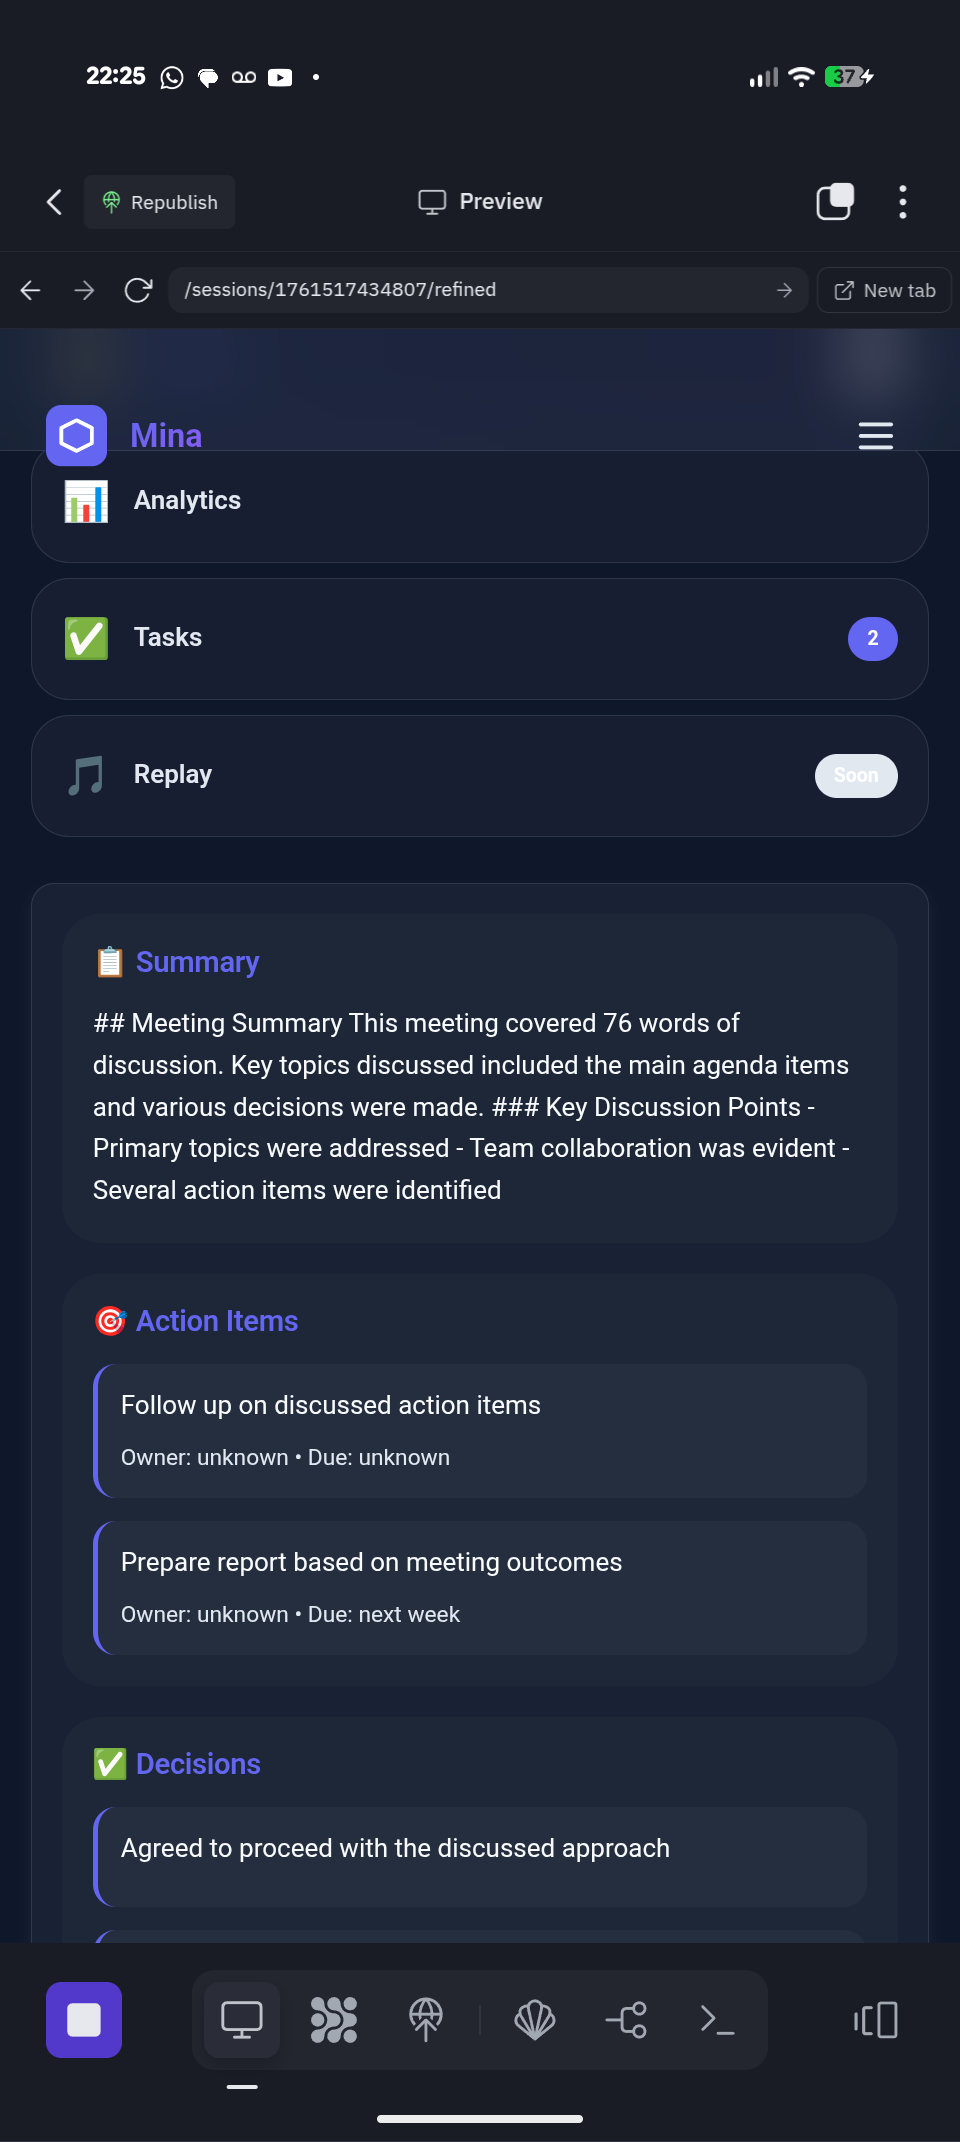 22:25
37
Republish
Preview
/sessions/1761517434807/refined
New tab
Mina
Analytics
Tasks
2
Replay
Soon
Summary
## Meeting Summary This meeting covered 76 words of
discussion. Key topics discussed included the main agenda items
and various decisions were made. ### Key Discussion Points -
Primary topics were addressed - Team collaboration was evident -
Several action items were identified
Action Items
Follow up on discussed action items
Owner: unknown • Due: unknown
Prepare report based on meeting outcomes
Owner: unknown • Due: next week
Decisions
Agreed to proceed with the discussed approach